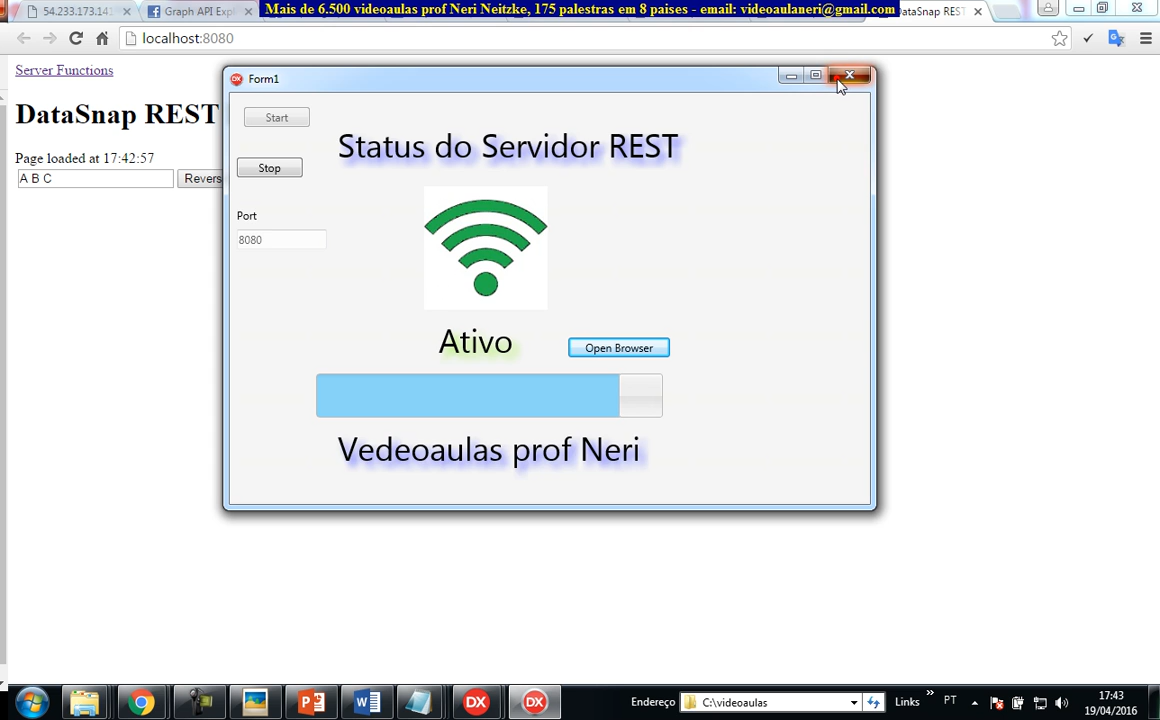 54.233.173.14
Graph API Expl
Mais de 6.500 videoaulas prof Neri Neitzke, 175 palestras em 8 paises - email: videoaulaneri@gmail.com
DataSnap REST
localhost:8080
Server Functions
DataSnap REST
Page loaded at 17:42:57
A B C
Revers
Form1
Start
Stop
Port
8080
Status do Servidor REST
Ativo
Open Browser
Vedeoaulas prof Neri
DX
DX
Endereço
C:\videoaulas
Links
PT
17:43
19/04/2016